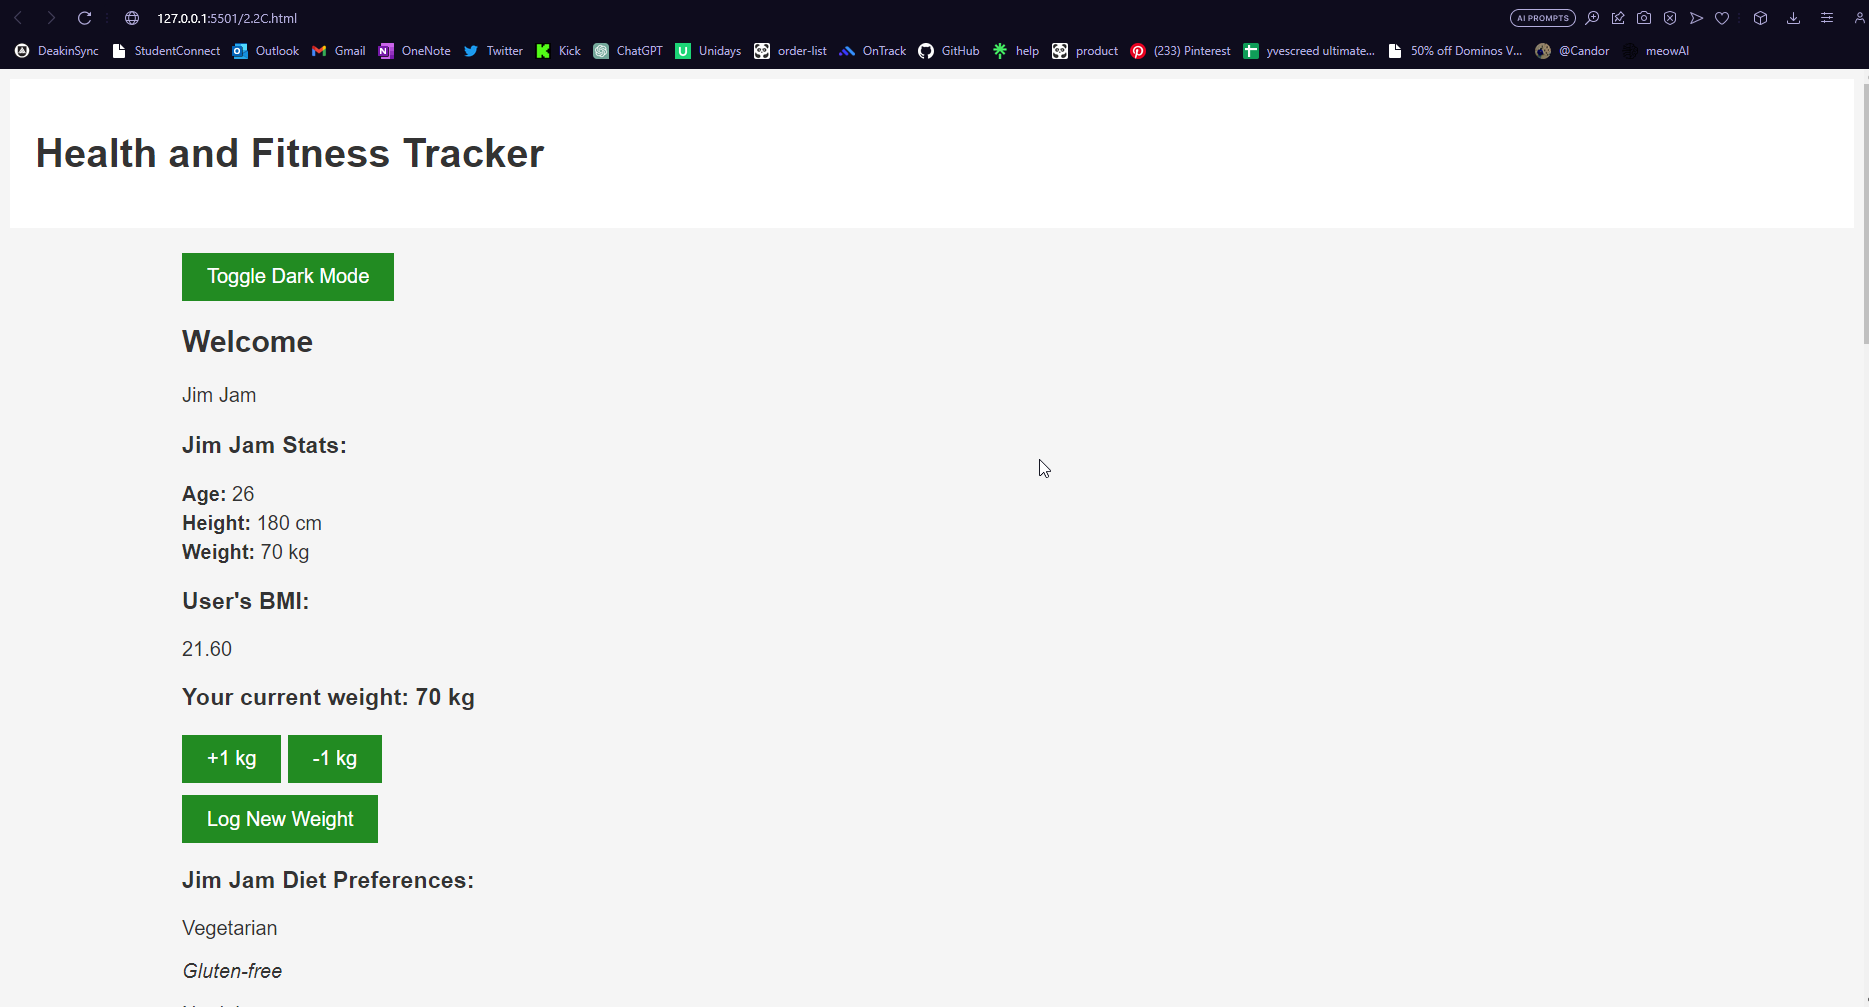 127.0.0.1:5501/2.2C.html AI PROMPTS
DeakinSync StudentConnect Outlook Gmail OneNote Twitter Kick ChatGPT Unidays order-list OnTrack GitHub help product (233) Pinterest yvescreed ultimate... 50% off Dominos V... @Candor meowAI
Health and Fitness Tracker
Toggle Dark Mode
Welcome
Jim Jam
Jim Jam Stats:
Age: 26
Height: 180 cm
Weight: 70 kg
User's BMI:
21.60
Your current weight: 70 kg
+1 kg -1 kg
Log New Weight
Jim Jam Diet Preferences:
Vegetarian
Gluten-free